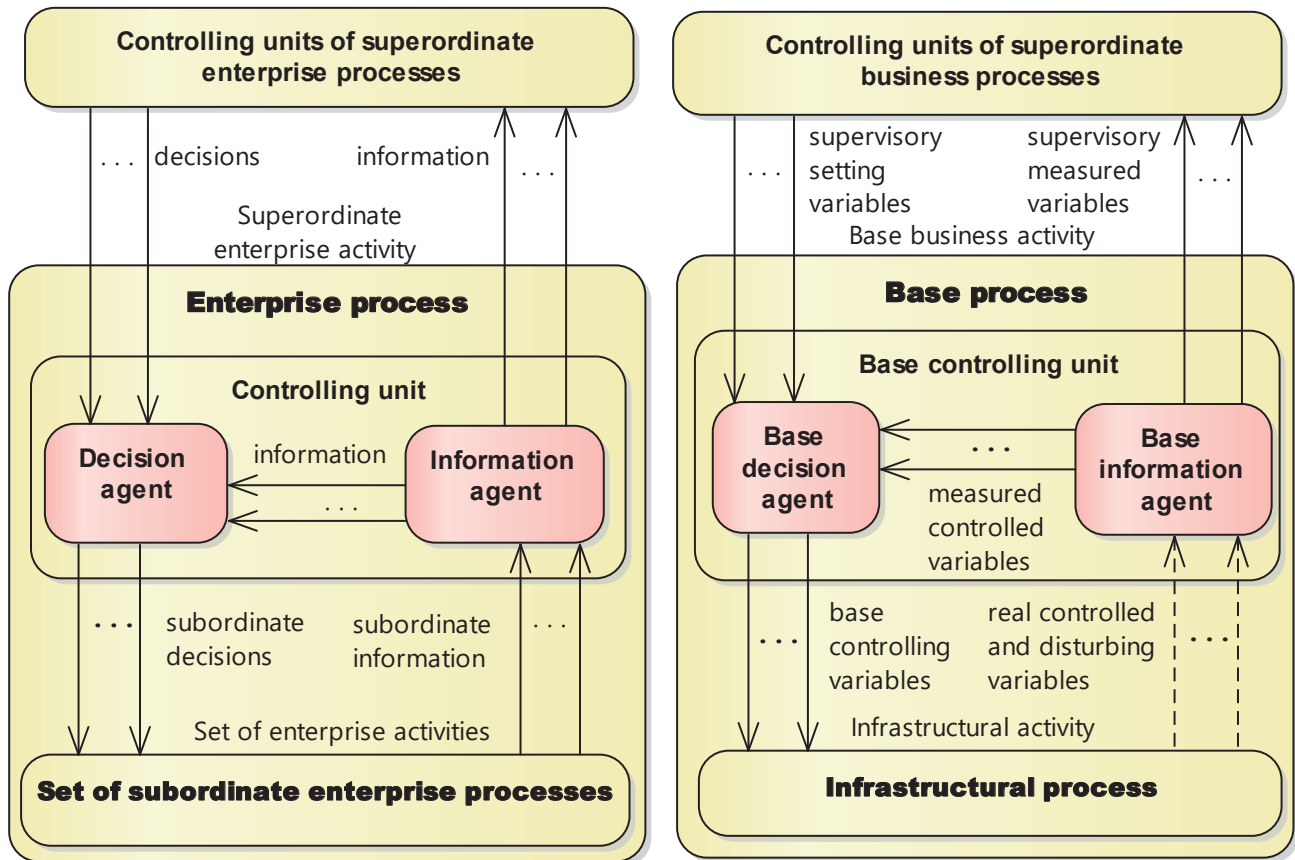 Controlling units of superordinate
enterprise processes
. . .
decisions
information
. . .
Superordinate
enterprise activity
Enterprise process
Controlling unit
Decision
agent
information
. . .
Information
agent
. . .
subordinate
decisions
subordinate
information
. . .
Set of enterprise activities
Set of subordinate enterprise processes
Controlling units of superordinate
business processes
. . .
supervisory
setting
variables
supervisory
measured
variables
. . .
Base business activity
Base process
Base controlling unit
Base
decision
agent
. . .
measured
controlled
variables
Base
information
agent
. . .
base
controlling
variables
real controlled
and disturbing
variables
. . .
Infrastructural activity
Infrastructural process